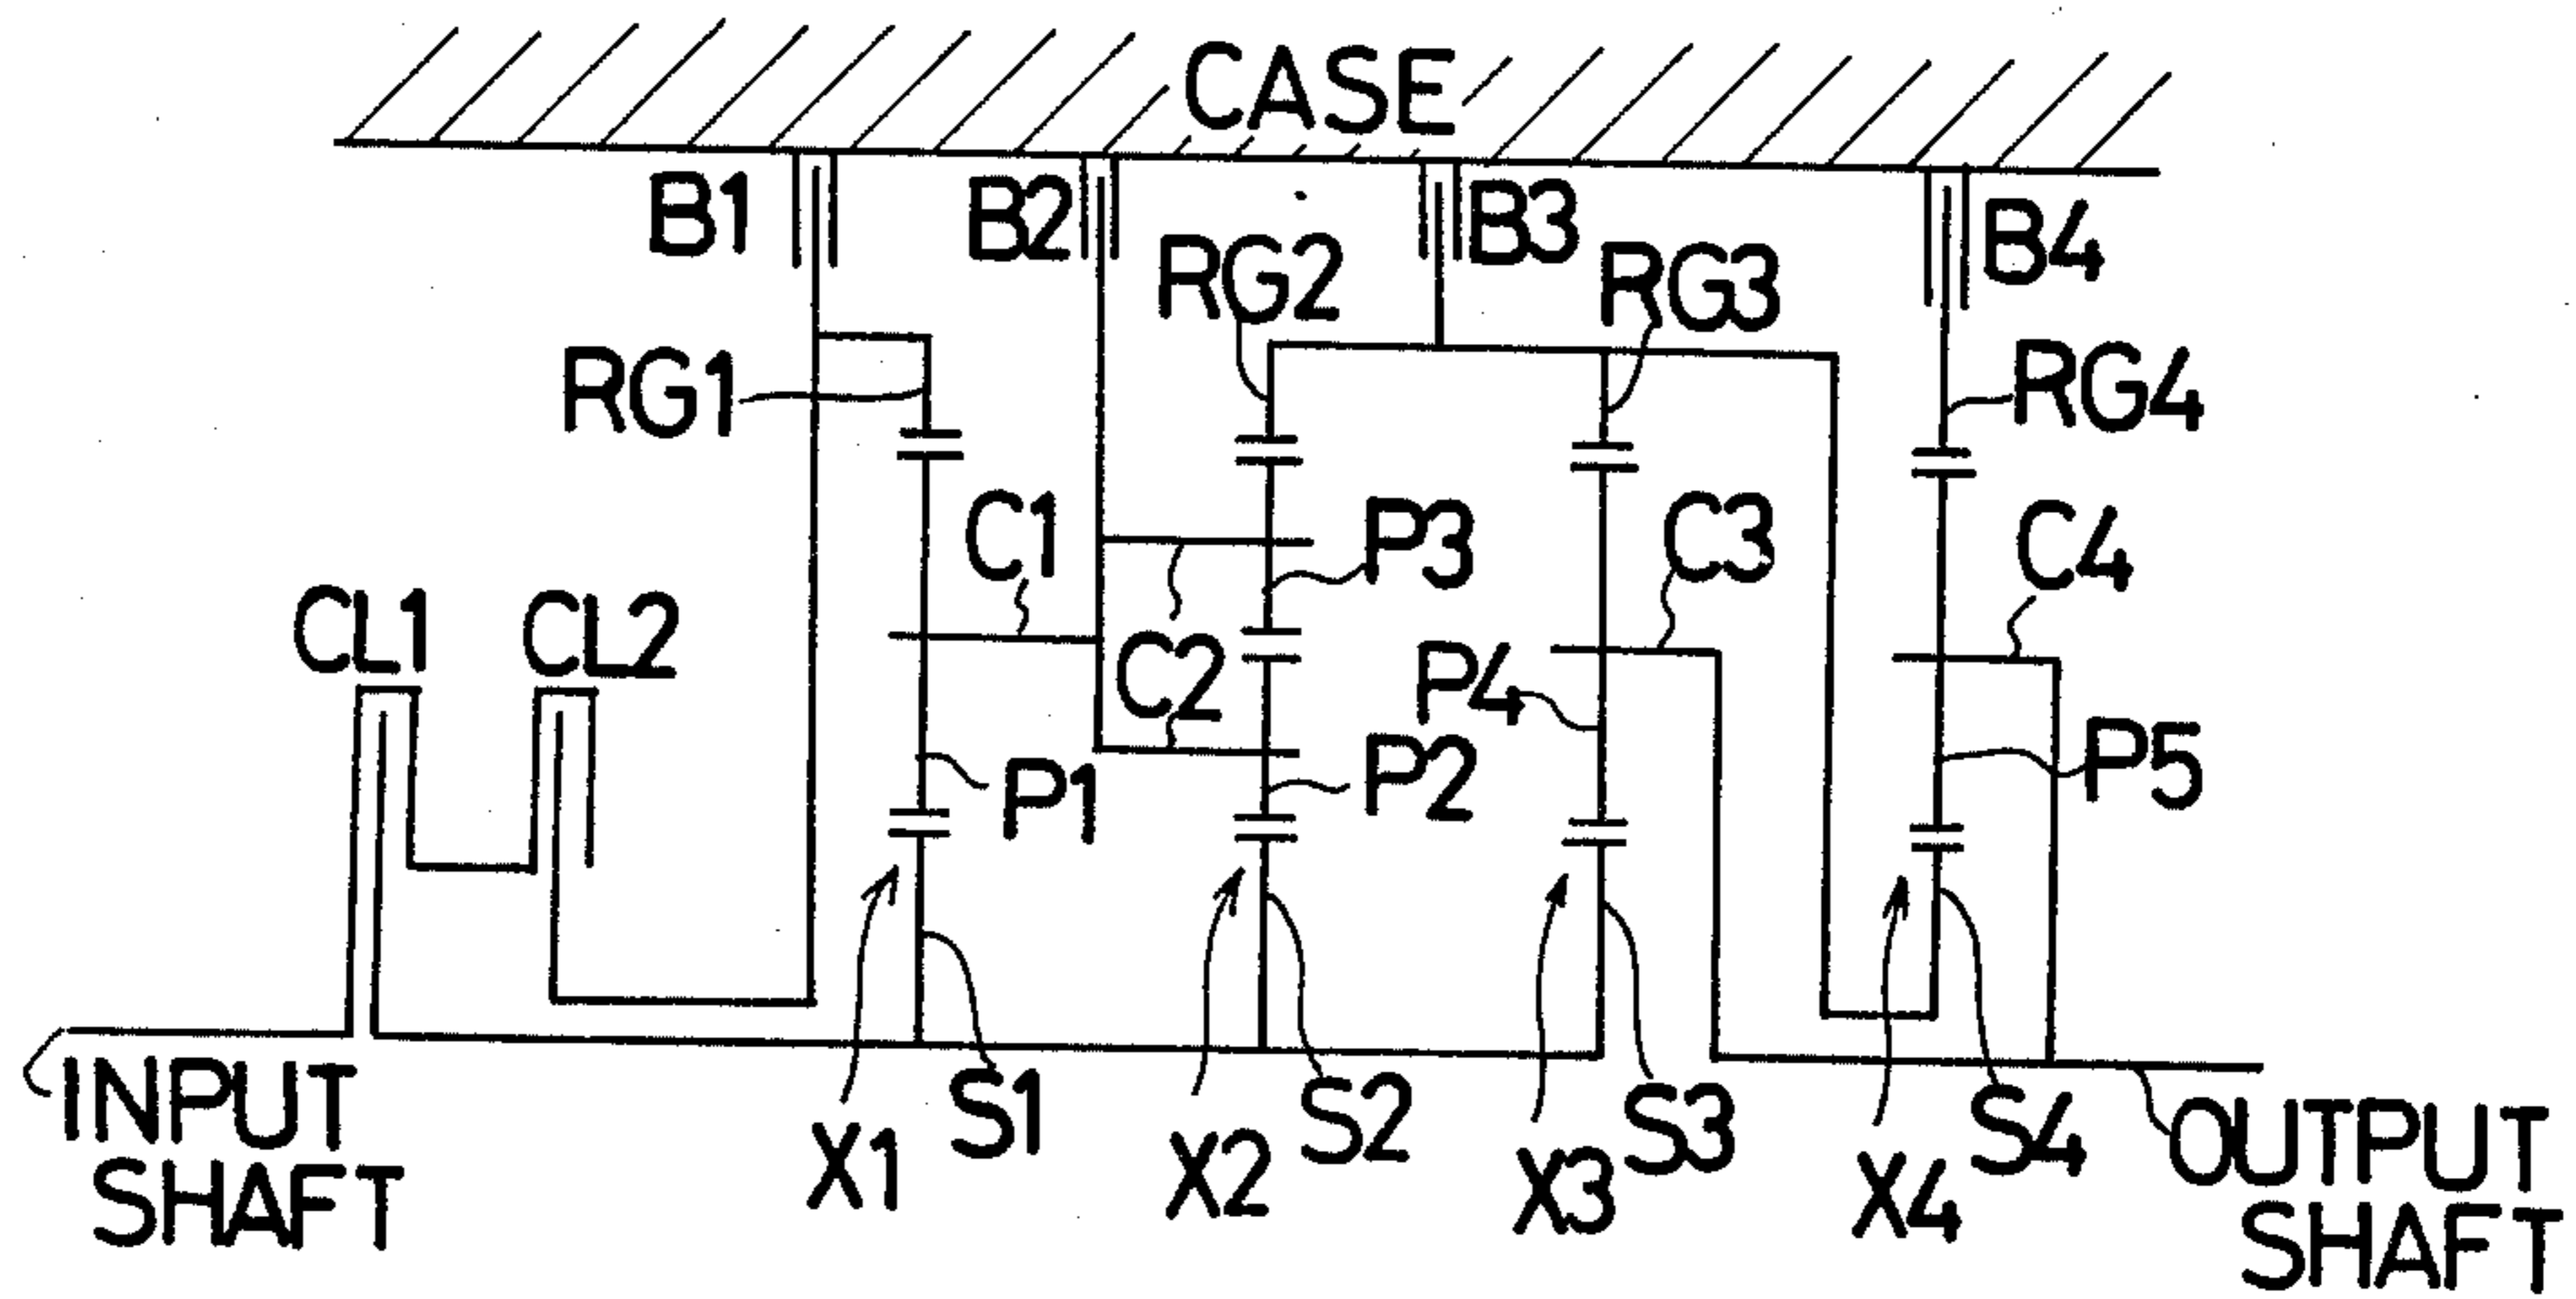 CASE
B1
B2
B3
B4
RG2
RG3
RG1
RG4
C1
P3
C3
C4
CL1
CL2
C2
P4
P1
P2
P5
INPUT
SHAFT
X1
S1
X2
S2
X3
S3
X4
S4
OUTPUT
SHAFT